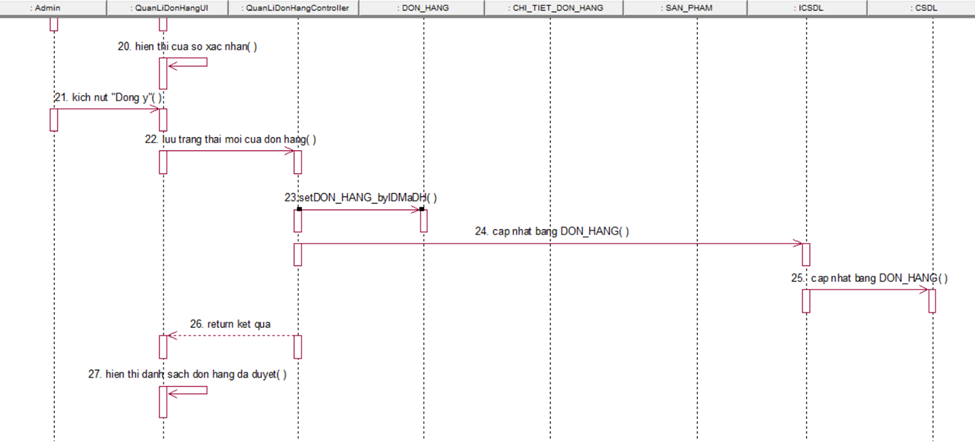 : Admin
: QuanLiDonHangUI
: QuanLiDonHangController
: DON_HANG
: CHI_TIET_DON_HANG
: SAN_PHAM
: ICSDL
: CSDL
20. hien thi cua so xac nhan( )
21. kich nut "Dong y"( )
22. luu trang thai moi cua don hang( )
23.setDON_HANG_byIDMaDH( )
24. cap nhat bang DON_HANG( )
25. cap nhat bang DON_HANG( )
26. return ket qua
27. hien thi danh sach don hang da duyet( )